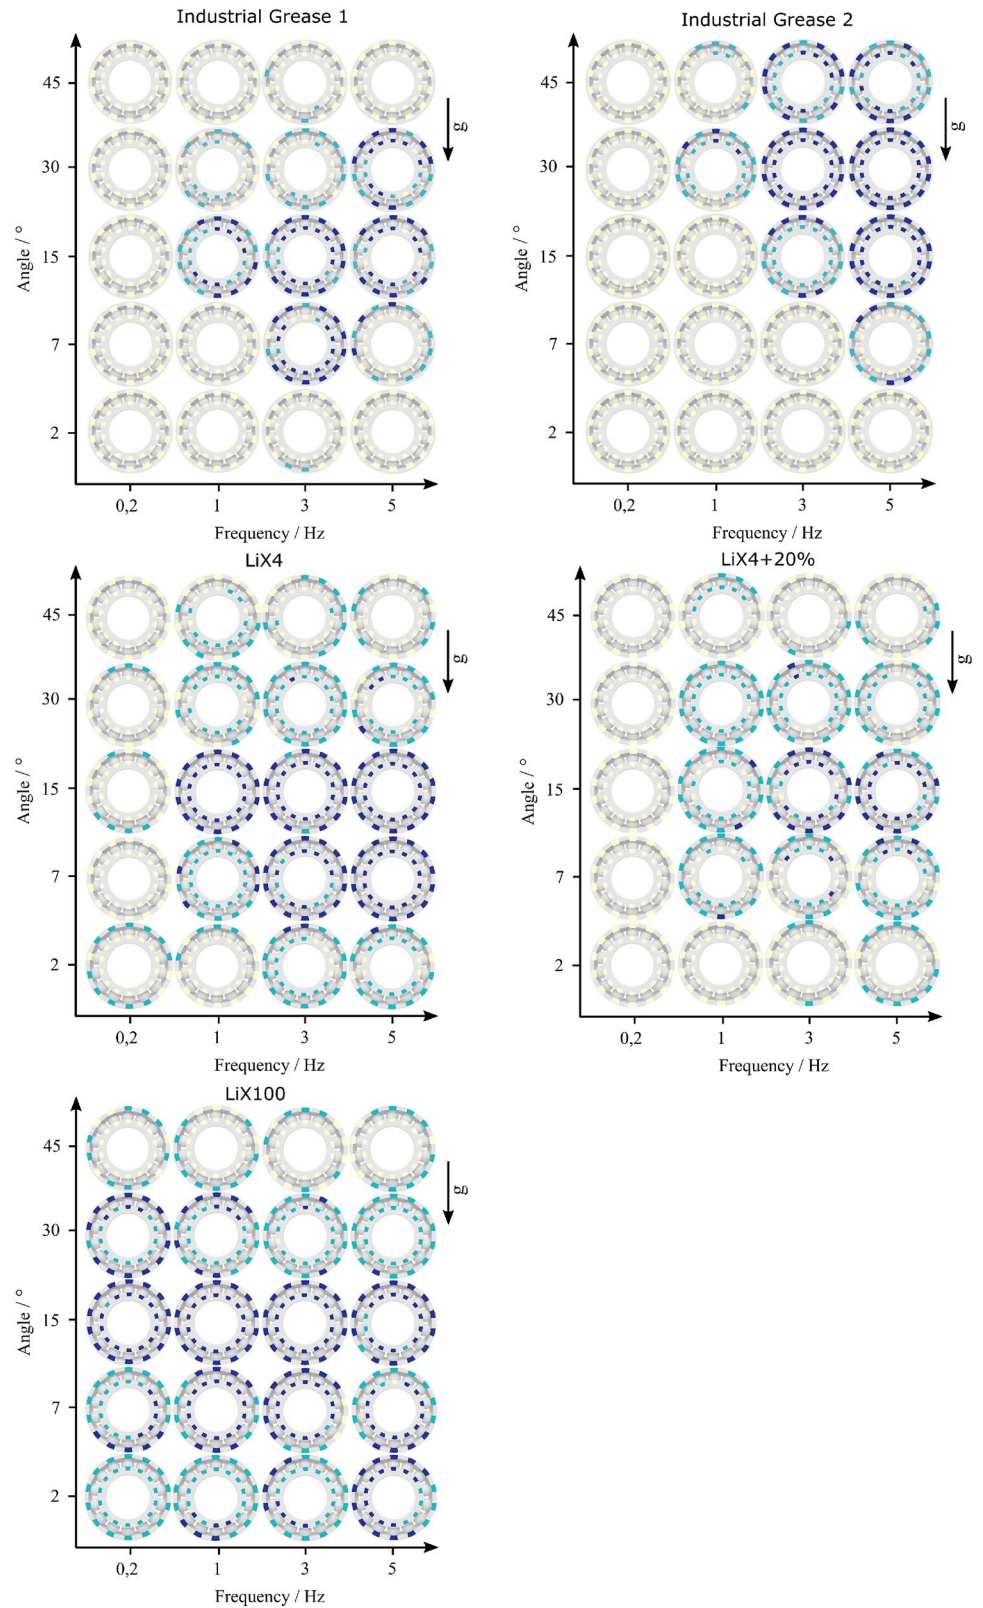 Industrial Grease 1
Industrial Grease 2
45
30
15
7
2
Angle / °
g
0,2 1 3 5
Frequency / Hz
45
30
15
7
2
Angle / °
g
0,2 1 3 5
Frequency / Hz
LiX4
LiX4+20%
45
30
15
7
2
Angle / °
g
0,2 1 3 5
Frequency / Hz
45
30
15
7
2
Angle / °
g
0,2 1 3 5
Frequency / Hz
LiX100
45
30
15
7
2
Angle / °
g
0,2 1 3 5
Frequency / Hz